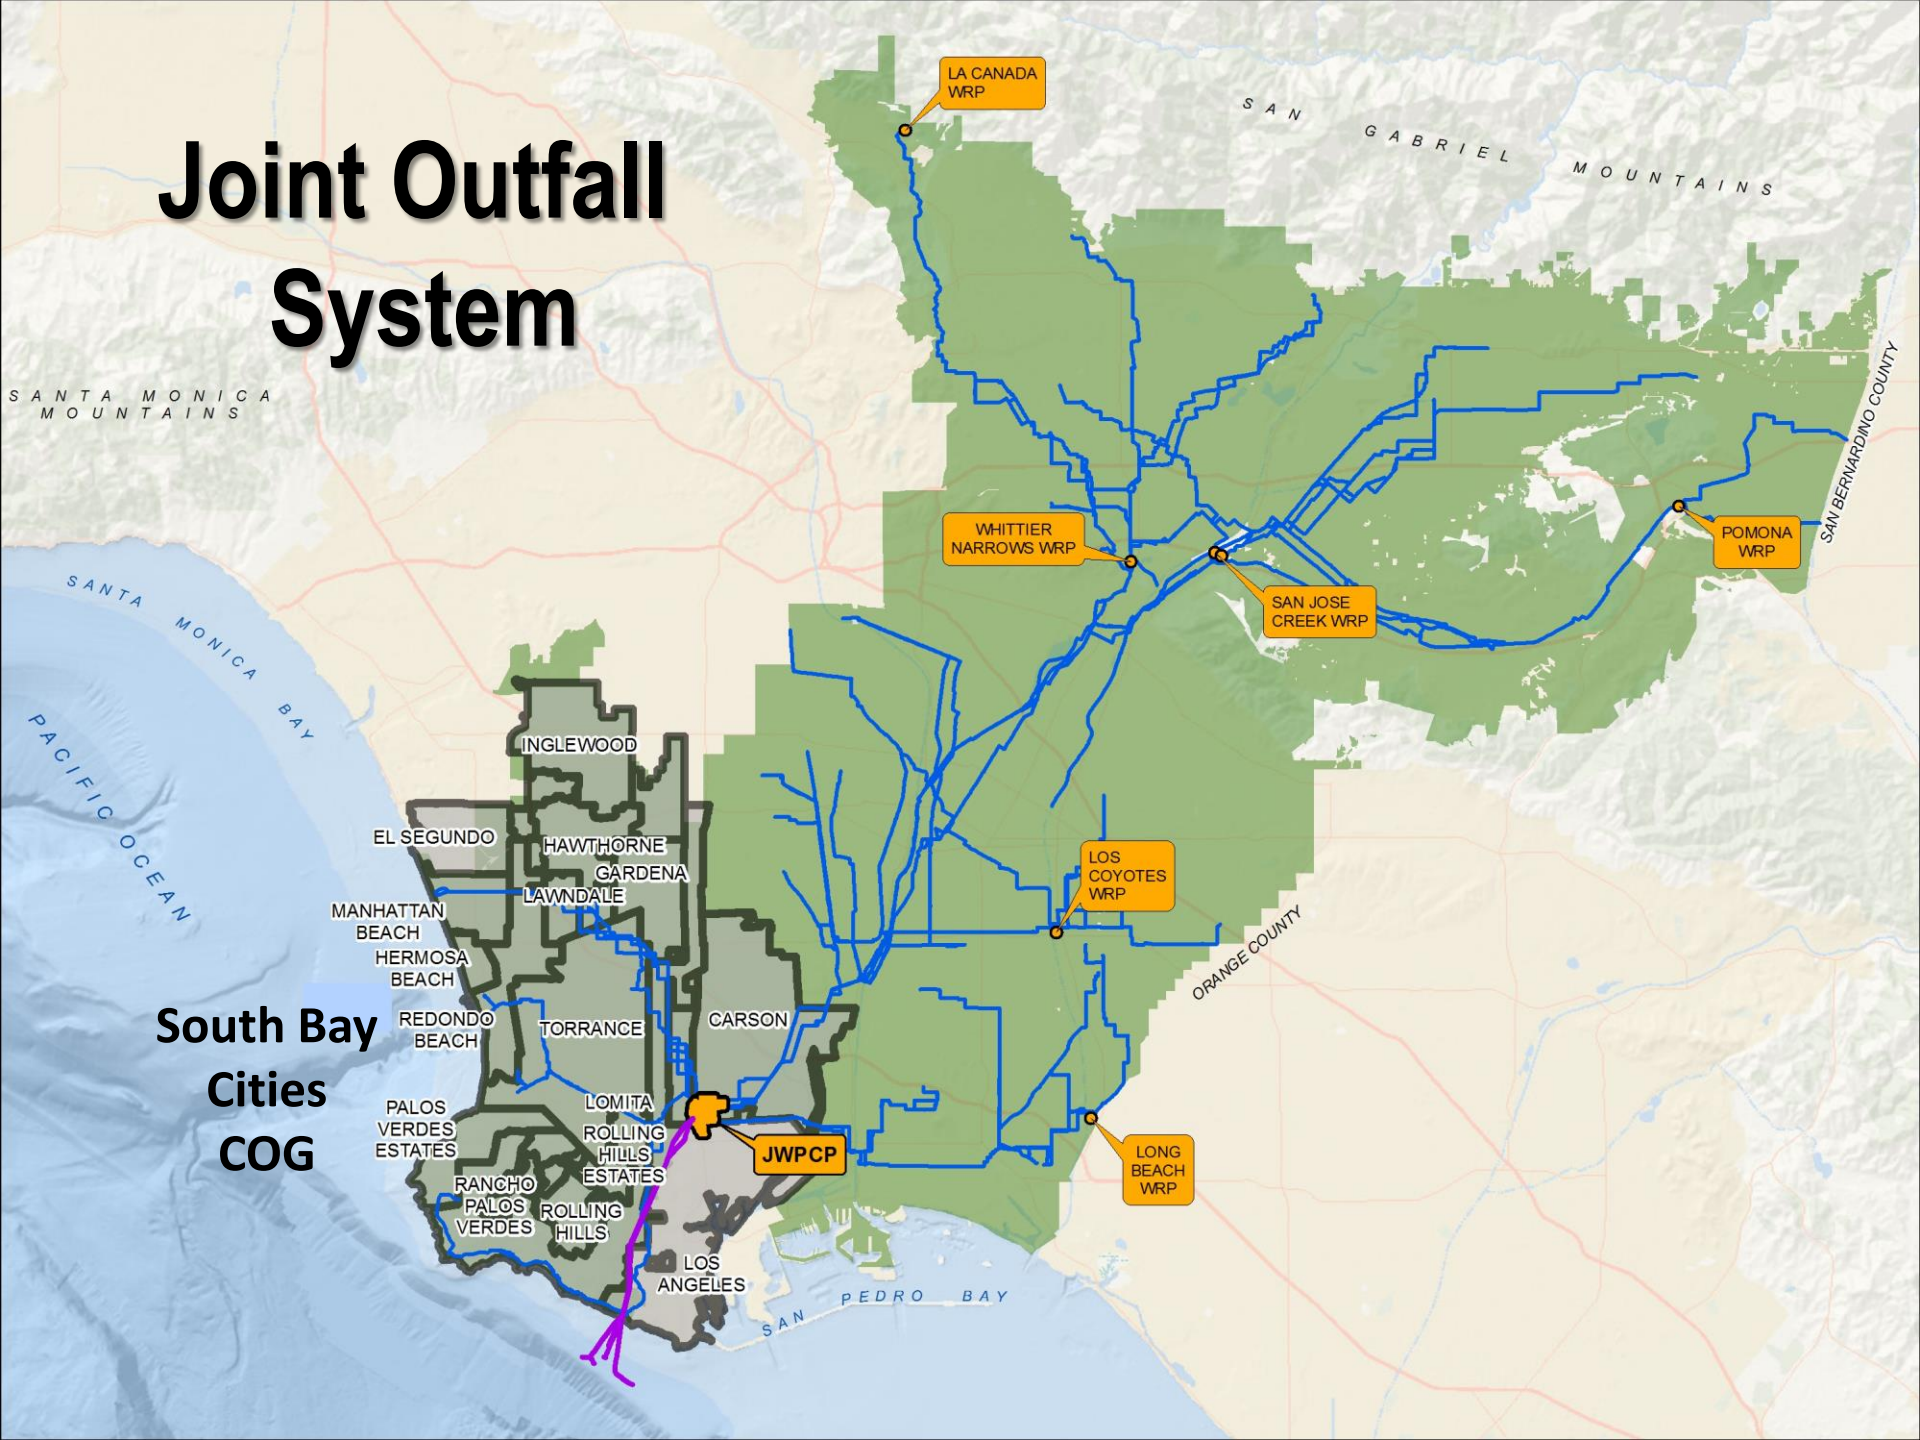 Joint Outfall
System
LA CANADA
WRP
SAN GABRIEL MOUNTAINS
SANTA MONICA
MOUNTAINS
SAN BERNARDINO COUNTY
WHITTIER
NARROWS WRP
POMONA
WRP
SAN JOSE
CREEK WRP
SANTA MONICA BAY
PACIFIC OCEAN
INGLEWOOD
EL SEGUNDO
HAWTHORNE
GARDENA
LAWNDALE
LOS
COYOTES
WRP
MANHATTAN
BEACH
HERMOSA
BEACH
ORANGE COUNTY
South Bay
Cities
COG
REDONDO
BEACH
TORRANCE
CARSON
PALOS
VERDES
ESTATES
LOMITA
ROLLING
HILLS
ESTATES
JWPCP
LONG
BEACH
WRP
RANCHO
PALOS
VERDES
ROLLING
HILLS
LOS
ANGELES
SAN PEDRO BAY